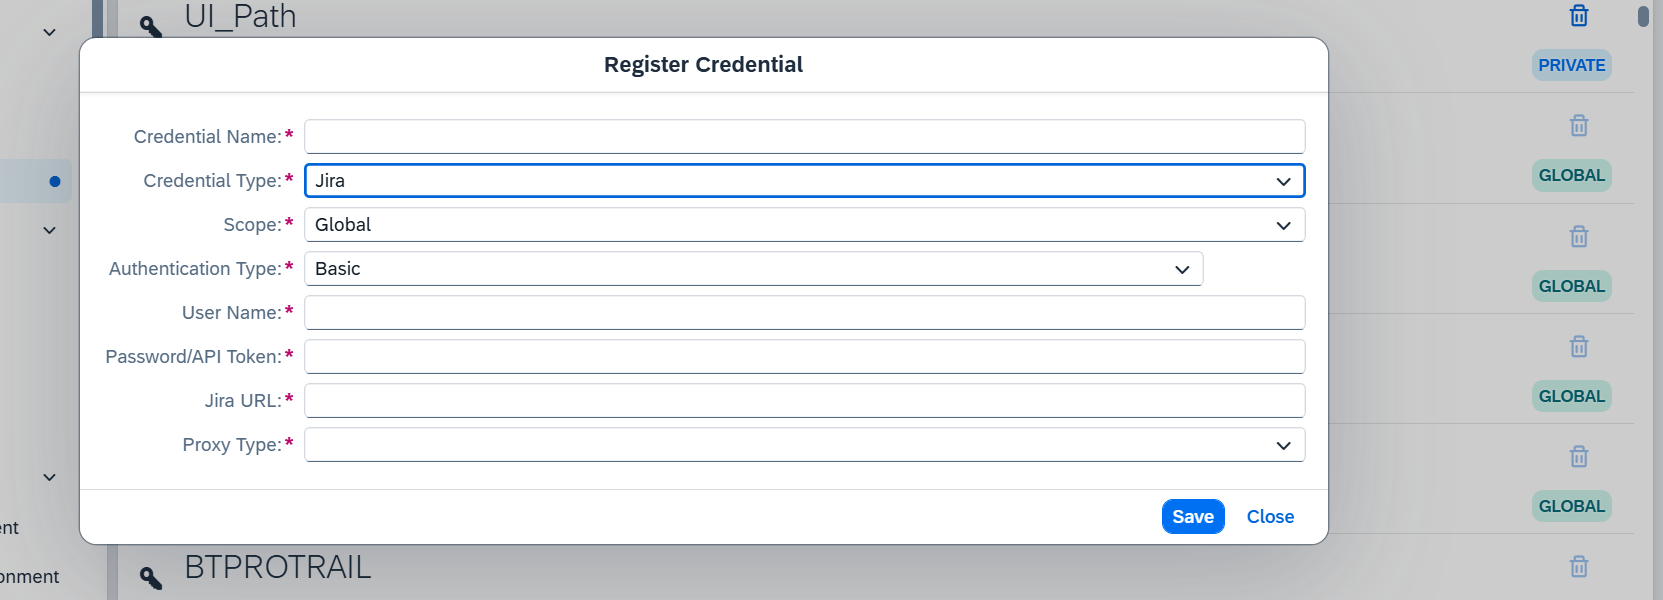 UI_Path
PRIVATE
Register Credential
Credential Name:*
Credential Type:* Jira
GLOBAL
Scope:* Global
Authentication Type:* Basic
GLOBAL
User Name:*
Password/API Token:*
Jira URL:*
GLOBAL
Proxy Type:*
GLOBAL
Save Close
ent
BTPROTRAIL
onment